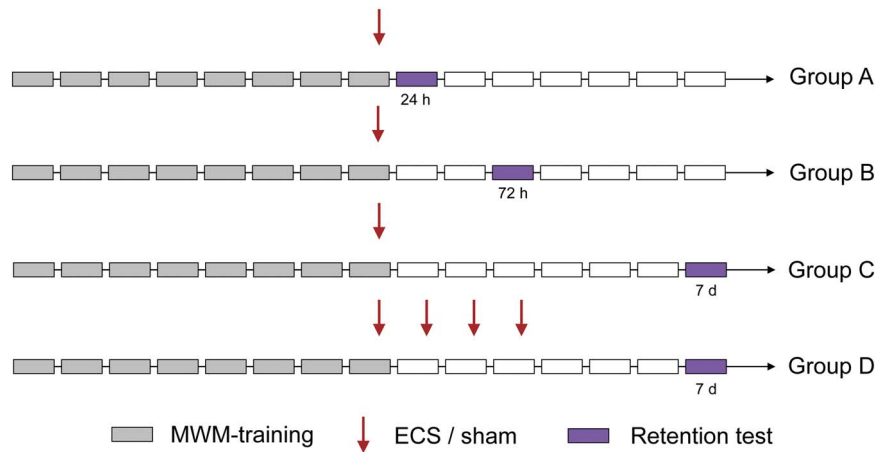 Group A
24 h
Group B
72 h
Group C
7 d
Group D
7 d
MWM-training
ECS / sham
Retention test